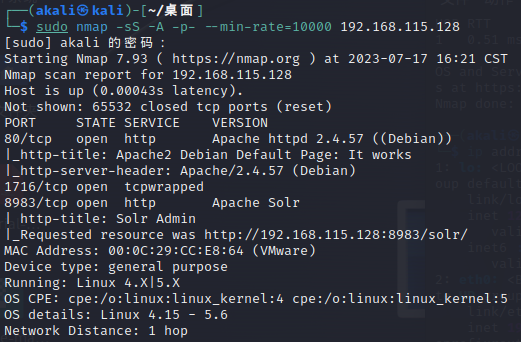 ┌──(akali㉿kali)-[~/桌面]
└─$ sudo nmap -sS -A -p- --min-rate=10000 192.168.115.128
[sudo] akali 的密码：
Starting Nmap 7.93 ( https://nmap.org ) at 2023-07-17 16:21 CST
Nmap scan report for 192.168.115.128
Host is up (0.00043s latency).
Not shown: 65532 closed tcp ports (reset)
PORT     STATE SERVICE    VERSION
80/tcp   open  http       Apache httpd 2.4.57 ((Debian))
|_http-title: Apache2 Debian Default Page: It works
|_http-server-header: Apache/2.4.57 (Debian)
1716/tcp open  tcpwrapped
8983/tcp open  http       Apache Solr
| http-title: Solr Admin
|_Requested resource was http://192.168.115.128:8983/solr/
MAC Address: 00:0C:29:CC:E8:64 (VMware)
Device type: general purpose
Running: Linux 4.X|5.X
OS CPE: cpe:/o:linux:linux_kernel:4 cpe:/o:linux:linux_kernel:5
OS details: Linux 4.15 - 5.6
Network Distance: 1 hop